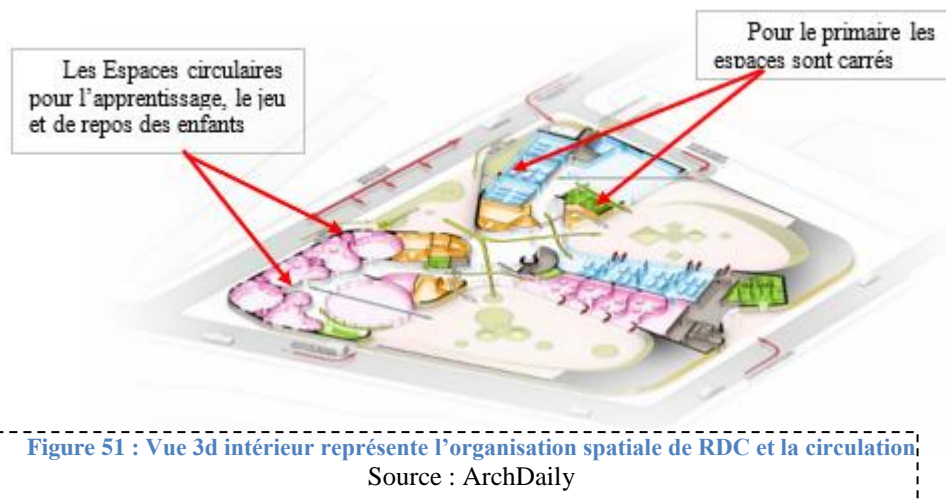 Les Espaces circulaires
pour l’apprentissage, le jeu
et de repos des enfants
Pour le primaire les
espaces sont carrés
Figure 51 : Vue 3d intérieur représente l’organisation spatiale de RDC et la circulation
Source : ArchDaily